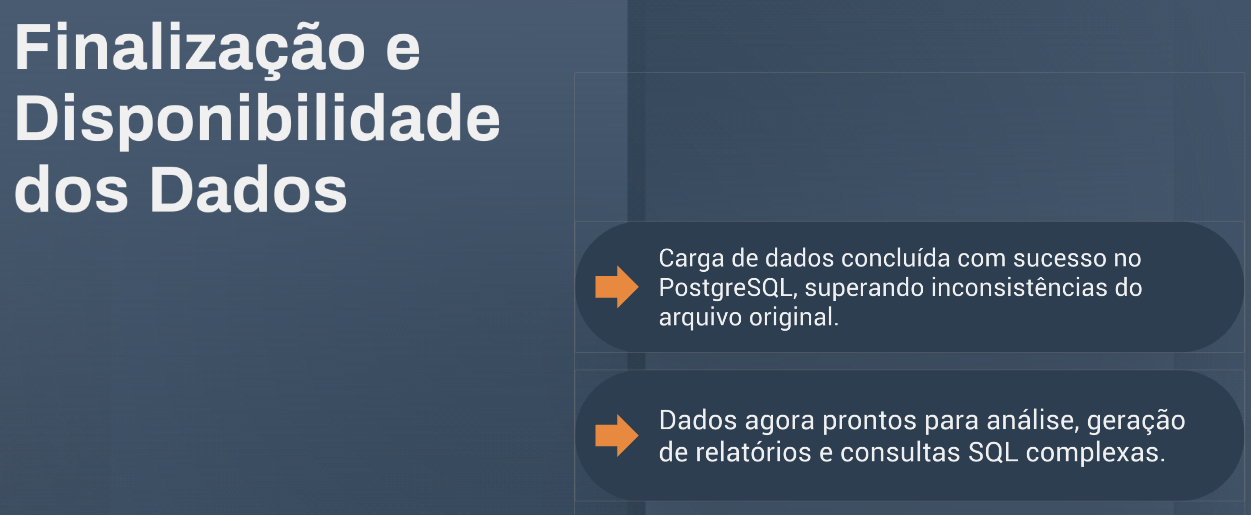 Finalização e
Disponibilidade
dos Dados
Carga de dados concluída com sucesso no
PostgreSQL, superando inconsistências do
arquivo original.
Dados agora prontos para análise, geração
de relatórios e consultas SQL complexas.